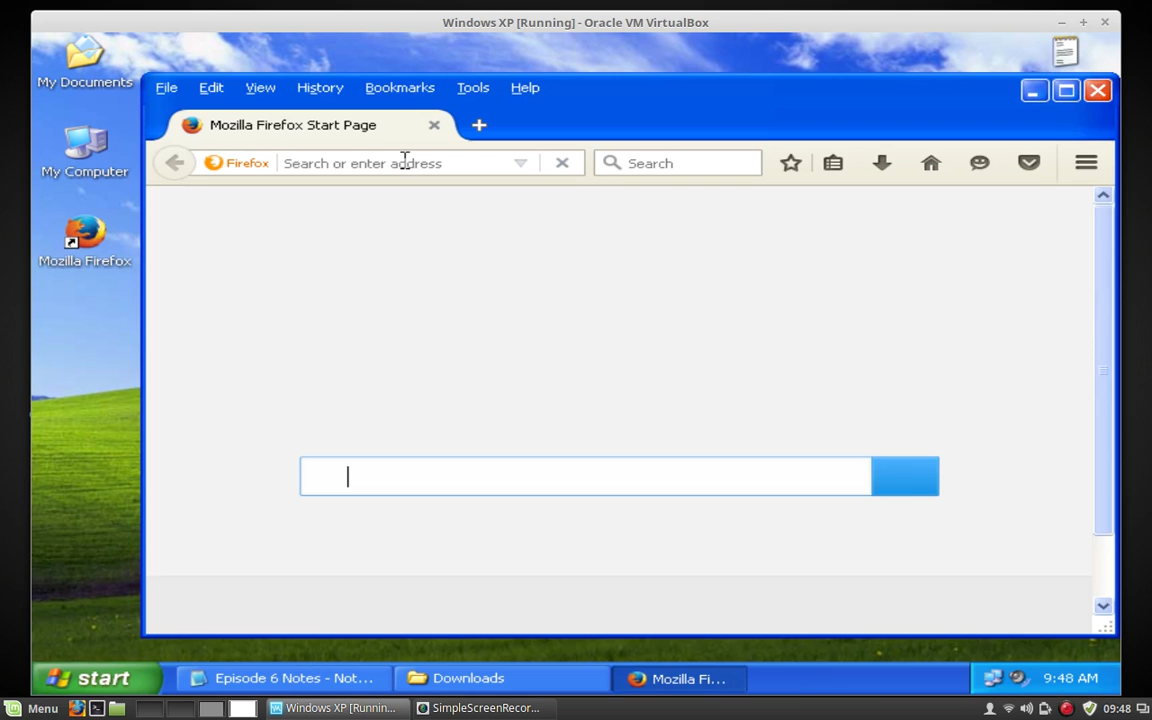 Windows XP [Running] - Oracle VM VirtualBox
My Documents
My Computer
Mozilla Firefox
File Edit View History Bookmarks Tools Help
Mozilla Firefox Start Page
Firefox Search or enter address Search
start Episode 6 Notes - Not... Downloads Mozilla Fi... 9:48 AM
Menu Windows XP [Runnin... SimpleScreenRecor... 09:48